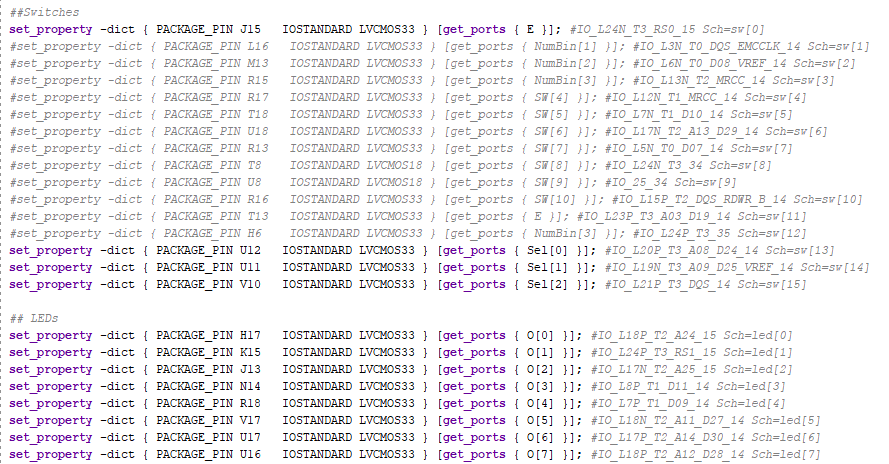 ##Switches
set_property -dict { PACKAGE_PIN J15   IOSTANDARD LVCMOS33 } [get_ports { E }]; #IO_L24N_T3_RS0_15 Sch=sw[0]
#set_property -dict { PACKAGE_PIN L16   IOSTANDARD LVCMOS33 } [get_ports { NumBin[1] }]; #IO_L3N_T0_DQS_EMCCLK_14 Sch=sw[1]
#set_property -dict { PACKAGE_PIN M13   IOSTANDARD LVCMOS33 } [get_ports { NumBin[2] }]; #IO_L6N_T0_D08_VREF_14 Sch=sw[2]
#set_property -dict { PACKAGE_PIN R15   IOSTANDARD LVCMOS33 } [get_ports { NumBin[3] }]; #IO_L13N_T2_MRCC_14 Sch=sw[3]
#set_property -dict { PACKAGE_PIN R17   IOSTANDARD LVCMOS33 } [get_ports { SW[4] }]; #IO_L12N_T1_MRCC_14 Sch=sw[4]
#set_property -dict { PACKAGE_PIN T18   IOSTANDARD LVCMOS33 } [get_ports { SW[5] }]; #IO_L7N_T1_D10_14 Sch=sw[5]
#set_property -dict { PACKAGE_PIN U18   IOSTANDARD LVCMOS33 } [get_ports { SW[6] }]; #IO_L17N_T2_A13_D29_14 Sch=sw[6]
#set_property -dict { PACKAGE_PIN R13   IOSTANDARD LVCMOS33 } [get_ports { SW[7] }]; #IO_L5N_T0_D07_14 Sch=sw[7]
#set_property -dict { PACKAGE_PIN T8    IOSTANDARD LVCMOS18 } [get_ports { SW[8] }]; #IO_L24N_T3_34 Sch=sw[8]
#set_property -dict { PACKAGE_PIN U8    IOSTANDARD LVCMOS18 } [get_ports { SW[9] }]; #IO_25_34 Sch=sw[9]
#set_property -dict { PACKAGE_PIN R16   IOSTANDARD LVCMOS33 } [get_ports { SW[10] }]; #IO_L15P_T2_DQS_RDWR_B_14 Sch=sw[10]
#set_property -dict { PACKAGE_PIN T13   IOSTANDARD LVCMOS33 } [get_ports { E }]; #IO_L23P_T3_A03_D19_14 Sch=sw[11]
#set_property -dict { PACKAGE_PIN H6    IOSTANDARD LVCMOS33 } [get_ports { NumBin[3] }]; #IO_L24P_T3_35 Sch=sw[12]
set_property -dict { PACKAGE_PIN U12   IOSTANDARD LVCMOS33 } [get_ports { Sel[0] }]; #IO_L20P_T3_A08_D24_14 Sch=sw[13]
set_property -dict { PACKAGE_PIN U11   IOSTANDARD LVCMOS33 } [get_ports { Sel[1] }]; #IO_L19N_T3_A09_D25_VREF_14 Sch=sw[14]
set_property -dict { PACKAGE_PIN V10   IOSTANDARD LVCMOS33 } [get_ports { Sel[2] }]; #IO_L21P_T3_DQS_14 Sch=sw[15]
## LEDs
set_property -dict { PACKAGE_PIN H17   IOSTANDARD LVCMOS33 } [get_ports { O[0] }]; #IO_L18P_T2_A24_15 Sch=led[0]
set_property -dict { PACKAGE_PIN K15   IOSTANDARD LVCMOS33 } [get_ports { O[1] }]; #IO_L24P_T3_RS1_15 Sch=led[1]
set_property -dict { PACKAGE_PIN J13   IOSTANDARD LVCMOS33 } [get_ports { O[2] }]; #IO_L17N_T2_A25_15 Sch=led[2]
set_property -dict { PACKAGE_PIN N14   IOSTANDARD LVCMOS33 } [get_ports { O[3] }]; #IO_L8P_T1_D11_14 Sch=led[3]
set_property -dict { PACKAGE_PIN R18   IOSTANDARD LVCMOS33 } [get_ports { O[4] }]; #IO_L7P_T1_D09_14 Sch=led[4]
set_property -dict { PACKAGE_PIN V17   IOSTANDARD LVCMOS33 } [get_ports { O[5] }]; #IO_L18N_T2_A11_D27_14 Sch=led[5]
set_property -dict { PACKAGE_PIN U17   IOSTANDARD LVCMOS33 } [get_ports { O[6] }]; #IO_L17P_T2_A14_D30_14 Sch=led[6]
set_property -dict { PACKAGE_PIN U16   IOSTANDARD LVCMOS33 } [get_ports { O[7] }]; #IO_L18P_T2_A12_D28_14 Sch=led[7]